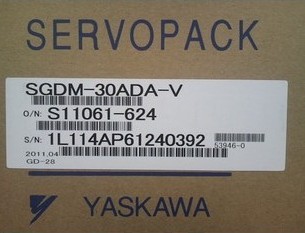 SERVOPACK
SGDM-30ADA-V
O/N: S11061-624
S/N: 1L114AP61240392
53946-0
2011.04
GD-28
YASKAWA